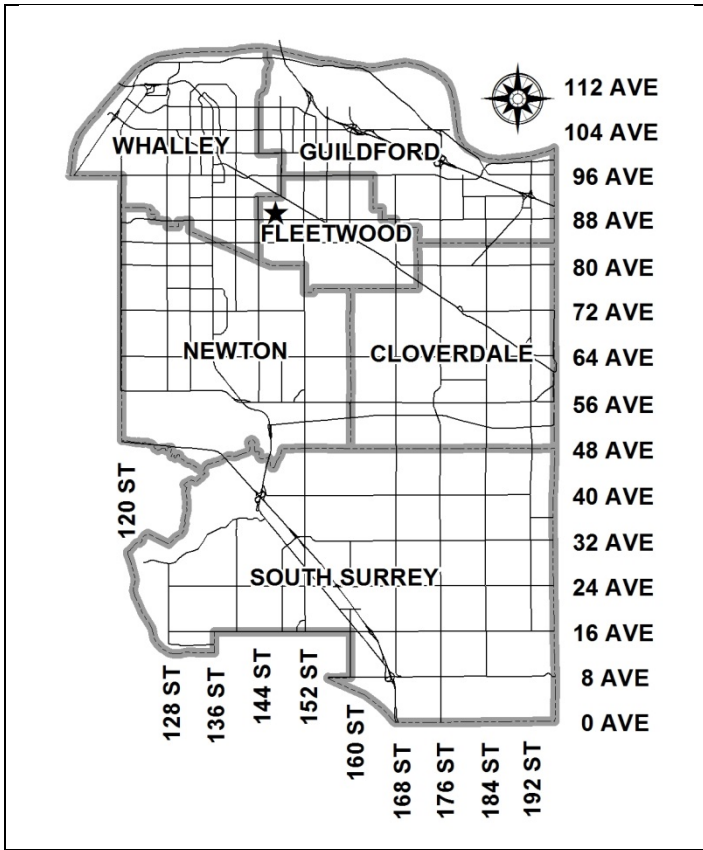 112 AVE
104 AVE
WHALLEY
GUILDFORD
96 AVE
88 AVE
FLEETWOOD
80 AVE
72 AVE
NEWTON
CLOVERDALE
64 AVE
56 AVE
48 AVE
120 ST
40 AVE
32 AVE
SOUTH SURREY
24 AVE
16 AVE
128 ST
136 ST
144 ST
152 ST
160 ST
8 AVE
0 AVE
168 ST
176 ST
184 ST
192 ST